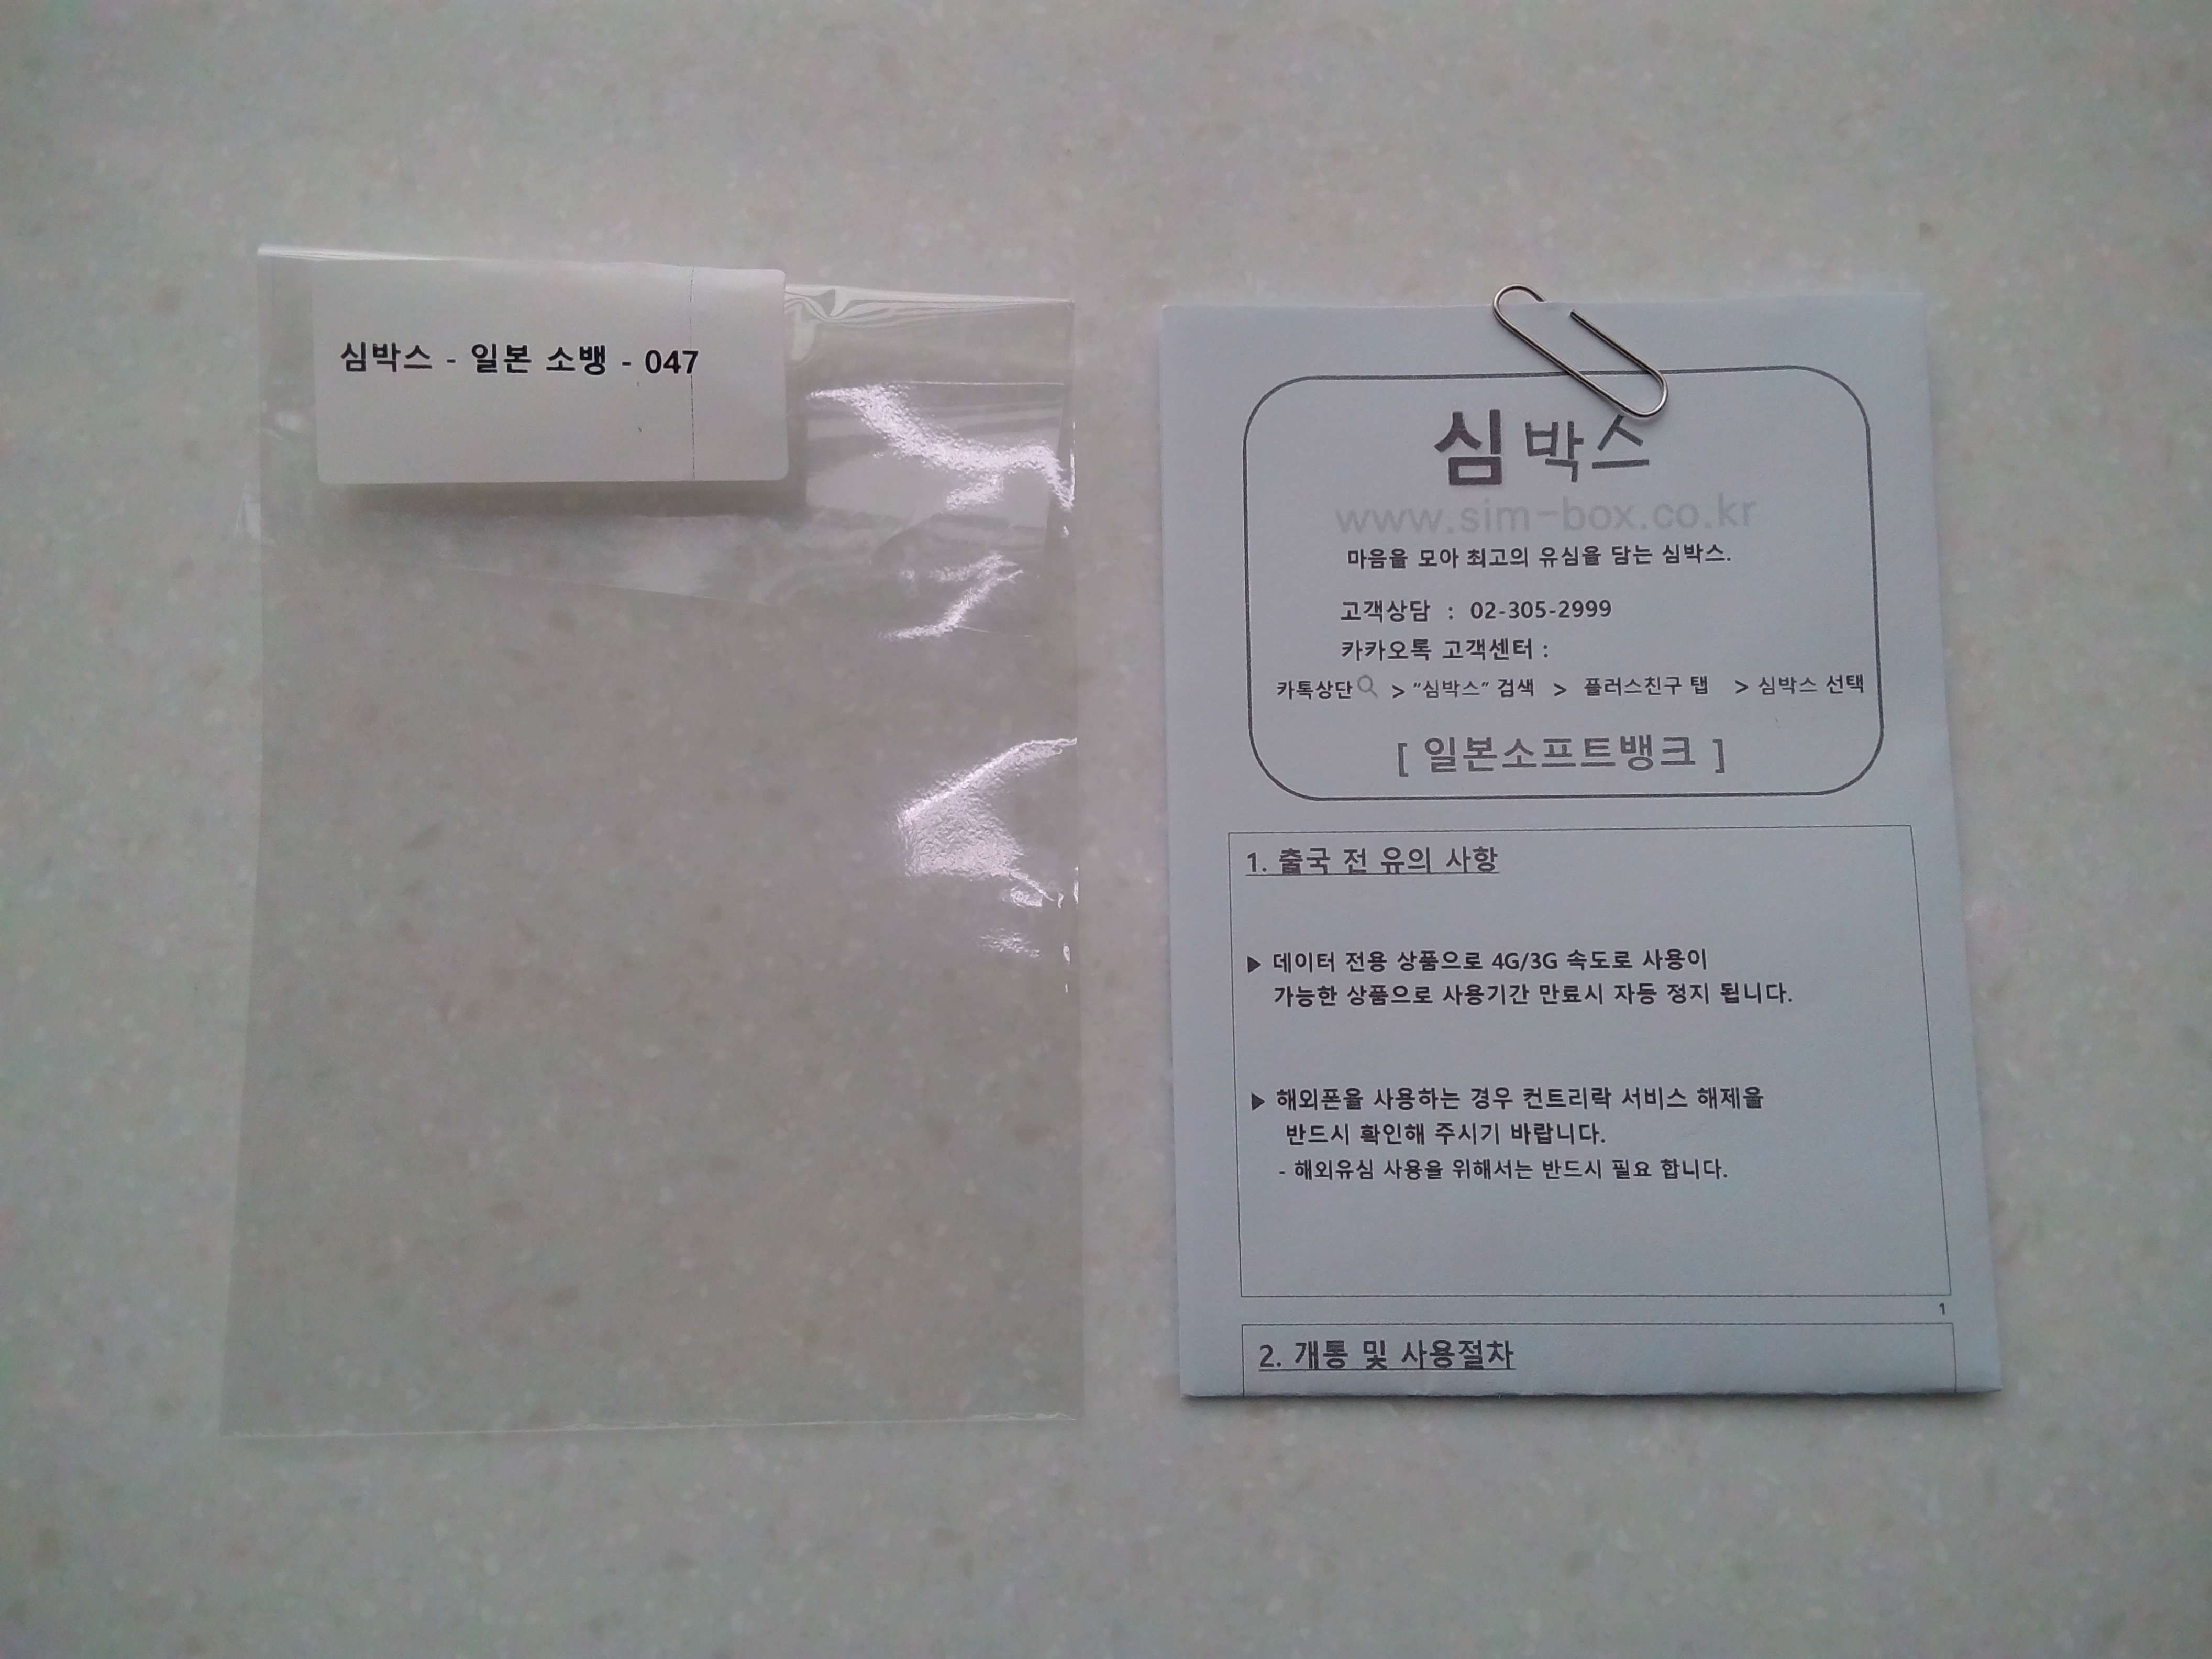 심박스 - 일본 소뱅 - 047
심박스
www.sim-box.co.kr
마음을 모아 최고의 유심을 담는 심박스.
고객상담 : 02-305-2999
카카오톡 고객센터 :
카톡상단 > "심박스" 검색 > 플러스친구 탭 > 심박스 선택
[ 일본소프트뱅크 ]
1. 출국 전 유의 사항
▶ 데이터 전용 상품으로 4G/3G 속도로 사용이
가능한 상품으로 사용기간 만료시 자동 정지 됩니다.
▶ 해외폰을 사용하는 경우 컨트리락 서비스 해제을
반드시 확인해 주시기 바랍니다.
- 해외유심 사용을 위해서는 반드시 필요 합니다.
1
2. 개통 및 사용절차